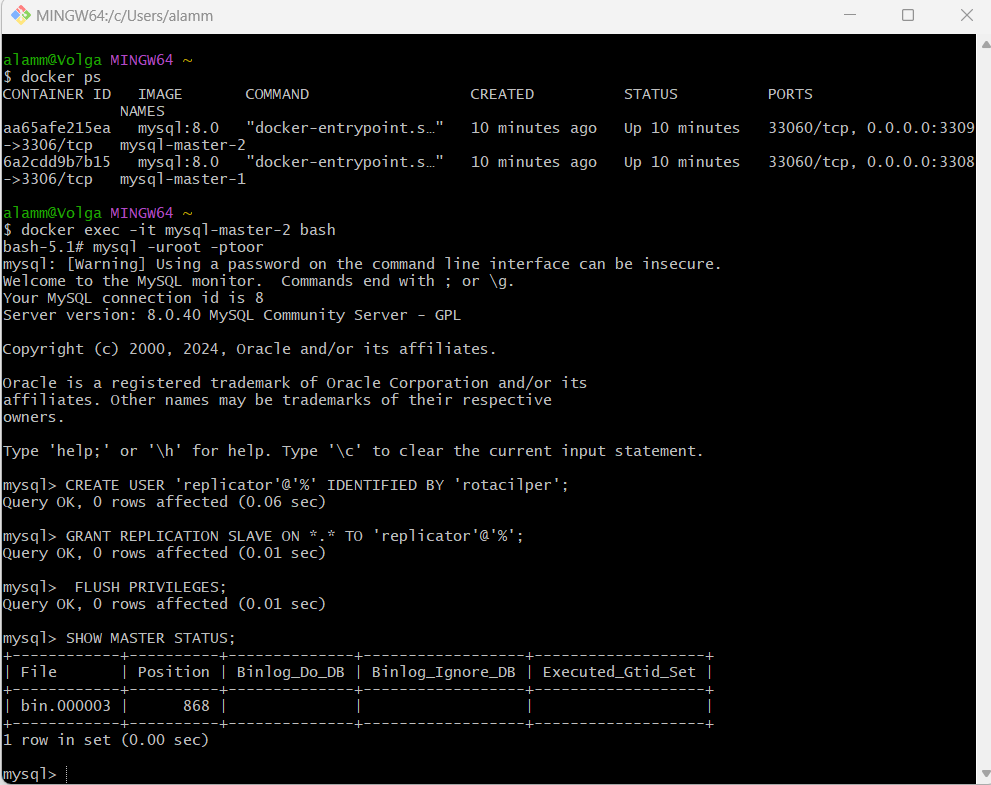 MINGW64:/c/Users/alamm
alamm@Volga MINGW64 ~
$ docker ps
CONTAINER ID   IMAGE       COMMAND                  CREATED          STATUS          PORTS
             NAMES
aa65afe215ea   mysql:8.0   "docker-entrypoint.s…"   10 minutes ago   Up 10 minutes   33060/tcp, 0.0.0.0:3309
->3306/tcp   mysql-master-2
6a2cdd9b7b15   mysql:8.0   "docker-entrypoint.s…"   10 minutes ago   Up 10 minutes   33060/tcp, 0.0.0.0:3308
->3306/tcp   mysql-master-1
alamm@Volga MINGW64 ~
$ docker exec -it mysql-master-2 bash
bash-5.1# mysql -uroot -ptoor
mysql: [Warning] Using a password on the command line interface can be insecure.
Welcome to the MySQL monitor.  Commands end with ; or \g.
Your MySQL connection id is 8
Server version: 8.0.40 MySQL Community Server - GPL
Copyright (c) 2000, 2024, Oracle and/or its affiliates.
Oracle is a registered trademark of Oracle Corporation and/or its
affiliates. Other names may be trademarks of their respective
owners.
Type 'help;' or '\h' for help. Type '\c' to clear the current input statement.
mysql> CREATE USER 'replicator'@'%' IDENTIFIED BY 'rotacilper';
Query OK, 0 rows affected (0.06 sec)
mysql> GRANT REPLICATION SLAVE ON *.* TO 'replicator'@'%';
Query OK, 0 rows affected (0.01 sec)
mysql>  FLUSH PRIVILEGES;
Query OK, 0 rows affected (0.01 sec)
mysql> SHOW MASTER STATUS;
+------------+----------+--------------+------------------+-------------------+
| File       | Position | Binlog_Do_DB | Binlog_Ignore_DB | Executed_Gtid_Set |
+------------+----------+--------------+------------------+-------------------+
| bin.000003 |      868 |              |                  |                   |
+------------+----------+--------------+------------------+-------------------+
1 row in set (0.00 sec)
mysql>